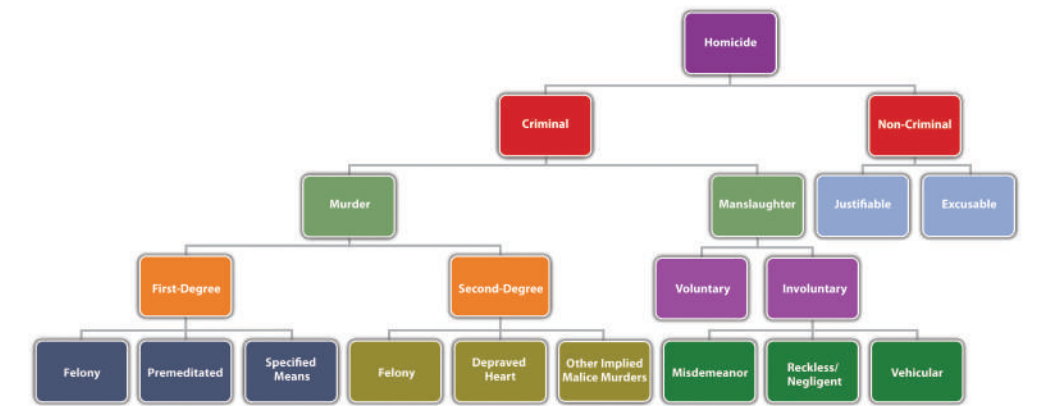 Homicide
Criminal
Non-Criminal
Murder
Manslaughter
Justifiable
Excusable
First-Degree
Second-Degree
Voluntary
Involuntary
Felony
Premeditated
Specified
Means
Felony
Depraved
Heart
Other Implied
Malice Murders
Misdemeanor
Reckless/
Negligent
Vehicular